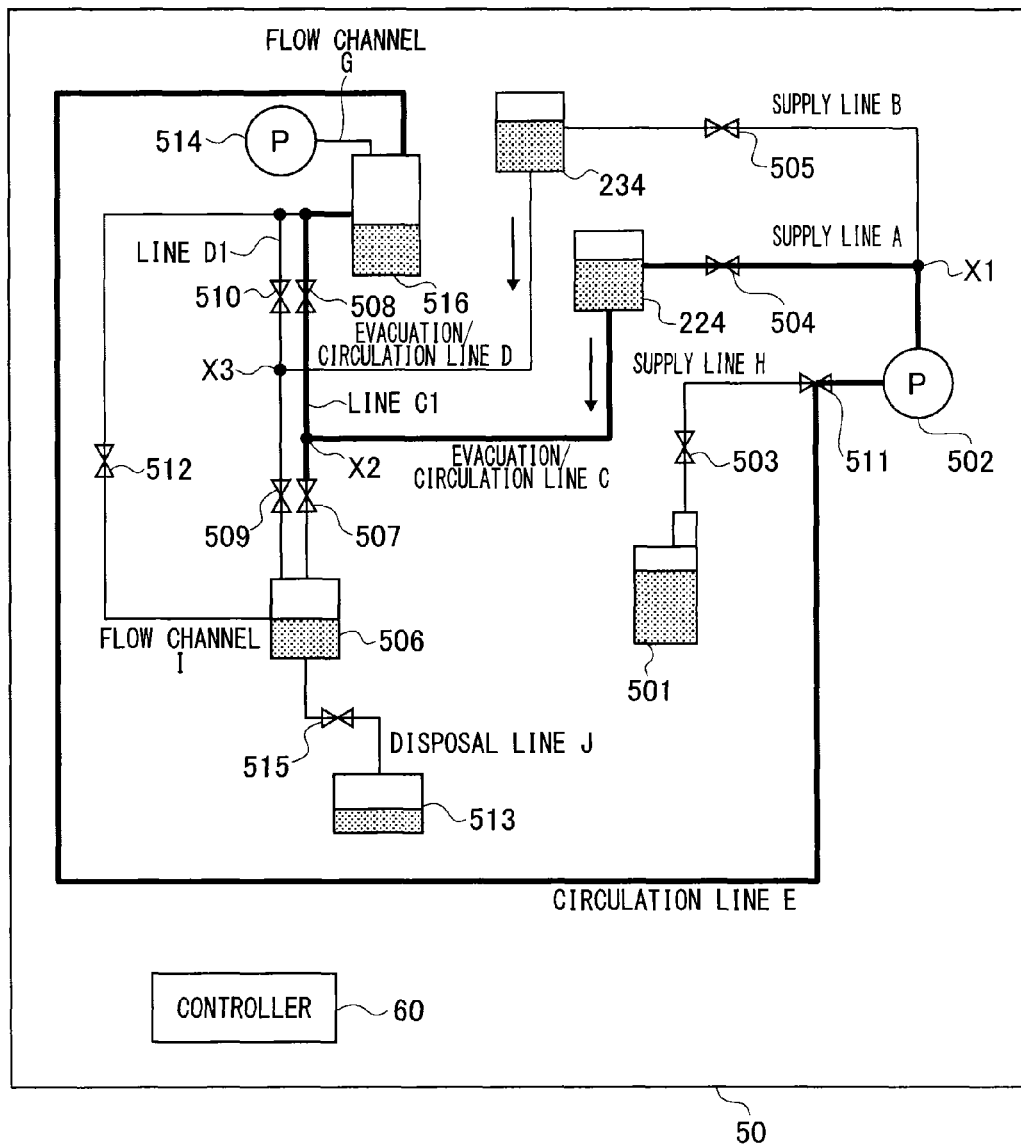 FLOW CHANNEL
G
514
P
SUPPLY LINE B
505
234
SUPPLY LINE A
X1
LINE D1
510
508
516
504
224
EVACUATION/
CIRCULATION LINE D
X3
SUPPLY LINE H
P
LINE C1
512
X2
EVACUATION/
CIRCULATION LINE C
503
511
502
509
507
FLOW CHANNEL
I
506
501
515
DISPOSAL LINE J
513
CIRCULATION LINE E
CONTROLLER
60
50